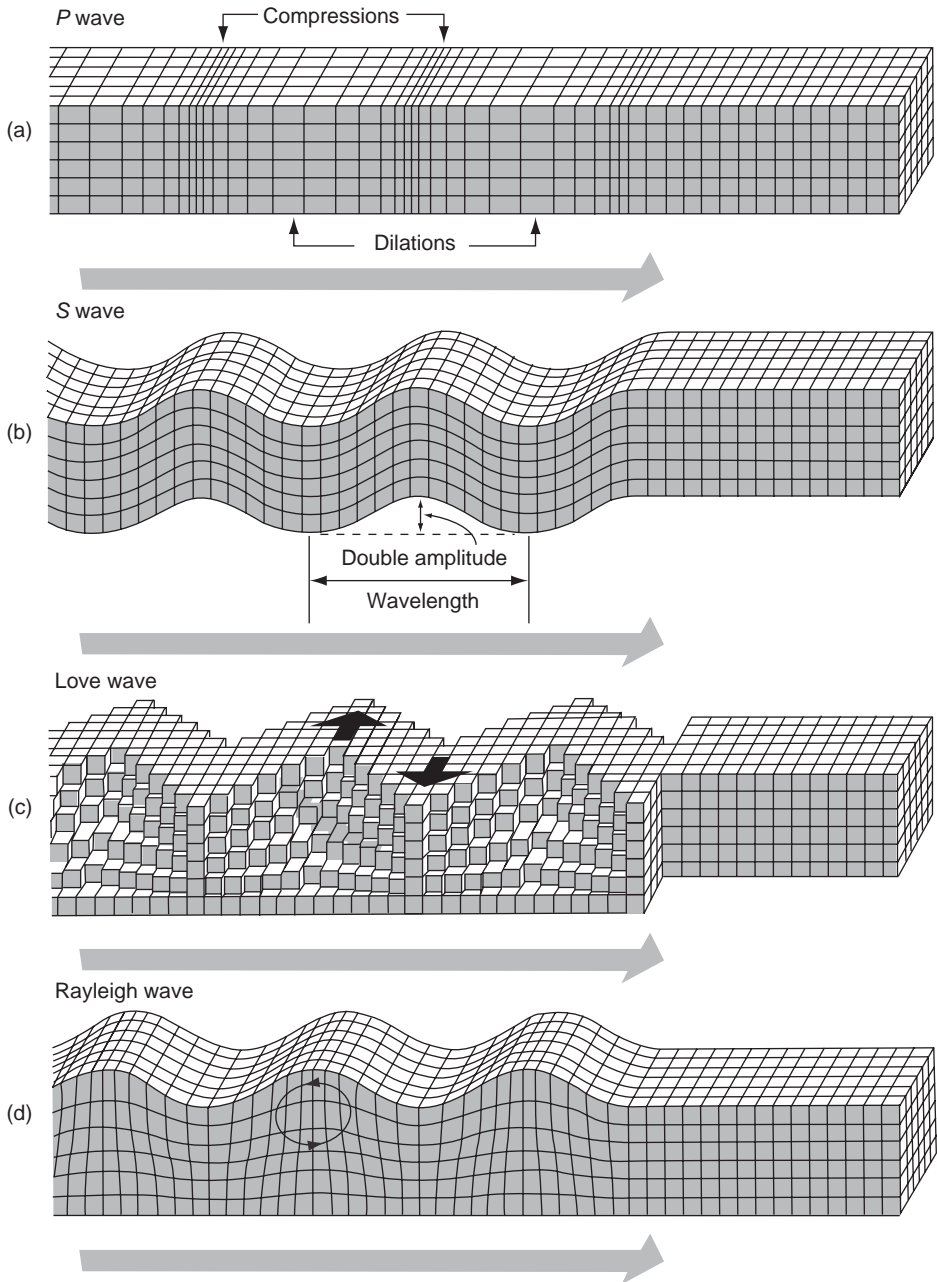 P wave
Compressions
(a)
Dilations
S wave
(b)
Double amplitude
Wavelength
Love wave
(c)
Rayleigh wave
(d)